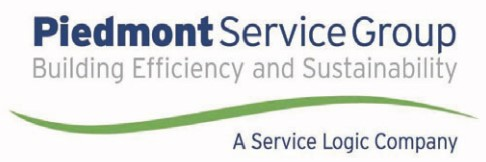 Piedmont Service Group
Building Efficiency and Sustainability
A Service Logic Company